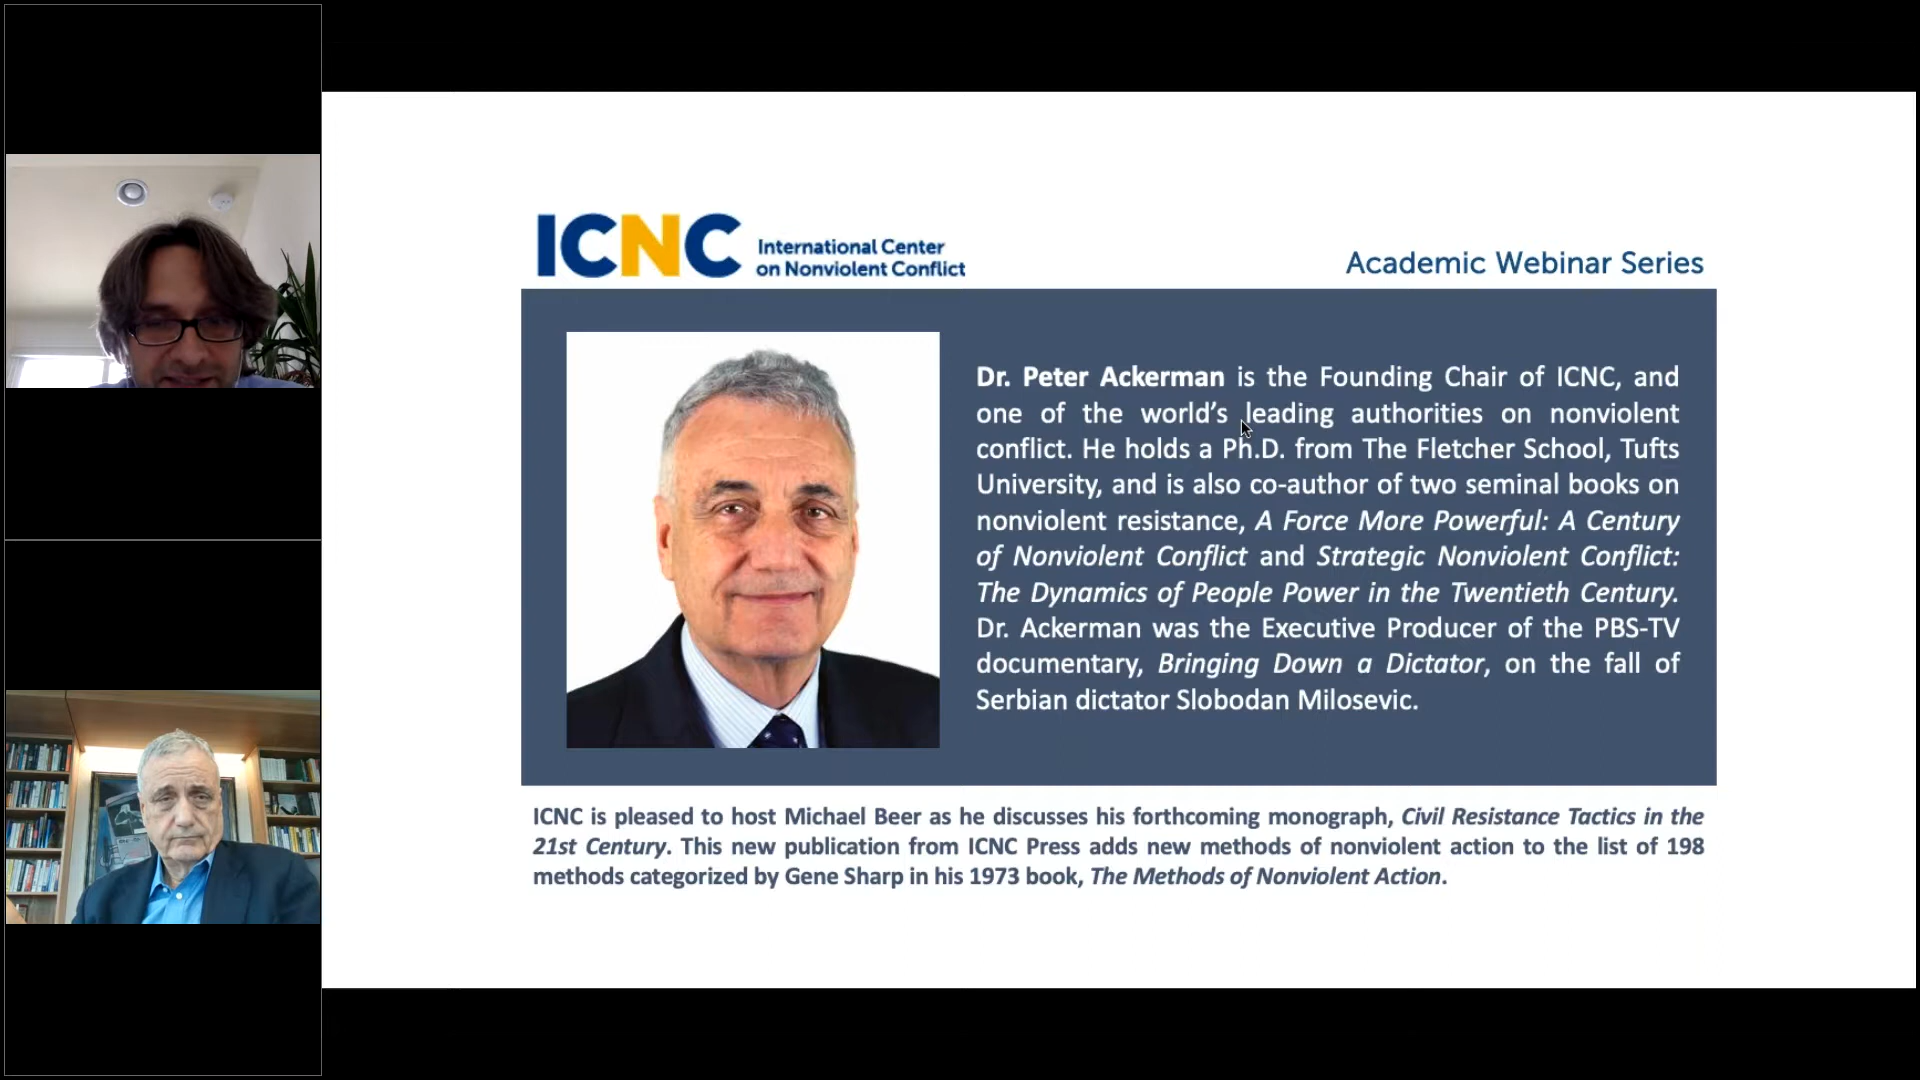 ICNC
International Center
on Nonviolent Conflict
Academic Webinar Series
Dr. Peter Ackerman is the Founding Chair of ICNC, and
one of the world's leading authorities on nonviolent
conflict. He holds a Ph.D. from The Fletcher School, Tufts
University, and is also co-author of two seminal books on
nonviolent resistance, A Force More Powerful: A Century
of Nonviolent Conflict and Strategic Nonviolent Conflict:
The Dynamics of People Power in the Twentieth Century.
Dr. Ackerman was the Executive Producer of the PBS-TV
documentary, Bringing Down a Dictator, on the fall of
Serbian dictator Slobodan Milosevic.
ICNC is pleased to host Michael Beer as he discusses his forthcoming monograph, Civil Resistance Tactics in the
21st Century. This new publication from ICNC Press adds new methods of nonviolent action to the list of 198
methods categorized by Gene Sharp in his 1973 book, The Methods of Nonviolent Action.